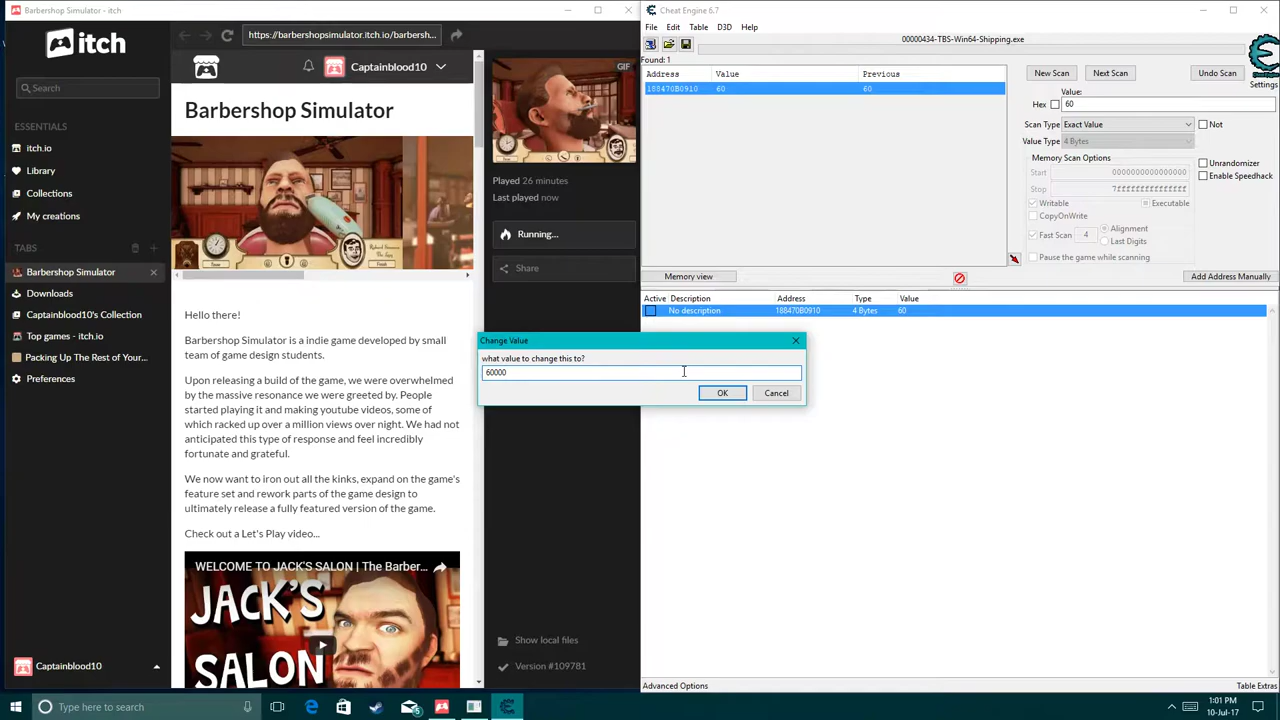 Barbershop Simulator - itch
itch
Search
ESSENTIALS
itch.io
Library
Collections
My creations
TABS
Barbershop Simulator
Downloads
Captainblood10's Collection
Top games - itch.io
Packing Up The Rest of Your...
Preferences
Captainblood10
https://barbershopsimulator.itch.io/barbersh...
Captainblood10
Barbershop Simulator
Hello there!
Barbershop Simulator is a indie game developed by small
team of game design students.
Upon releasing a build of the game, we were overwhelmed
by the massive resonance we were greeted by. People
started playing it and making youtube videos, some of
which racked up over a million views over night. We had not
anticipated this type of response and feel incredibly
fortunate and grateful.
We now want to iron out all the kinks, expand on the game's
feature set and rework parts of the game design to
ultimately release a fully featured version of the game.
Check out a Let's Play video...
WELCOME TO JACK'S SALON | The Barber...
JACK'S
SALON
GIF
Played 26 minutes
Last played now
Running...
Share
Show local files
Version #109781
Cheat Engine 6.7
File Edit Table D3D Help
00000434-TBS-Win64-Shipping.exe
Found: 1
Address Value Previous
188470B0910 60 60
New Scan Next Scan Undo Scan
Settings
Value:
Hex 60
Scan Type Exact Value Not
Value Type 4 Bytes
Memory Scan Options
Start 0000000000000000
Stop 7fffffffffffffff
Writable Executable
CopyOnWrite
Fast Scan 4 Alignment
Last Digits
Pause the game while scanning
Unrandomizer
Enable Speedhack
Memory view Add Address Manually
Active Description Address Type Value
No description 188470B0910 4 Bytes 60
Change Value
what value to change this to?
60000
OK Cancel
Advanced Options Table Extras
Type here to search
5
1:01 PM
10-Jul-17